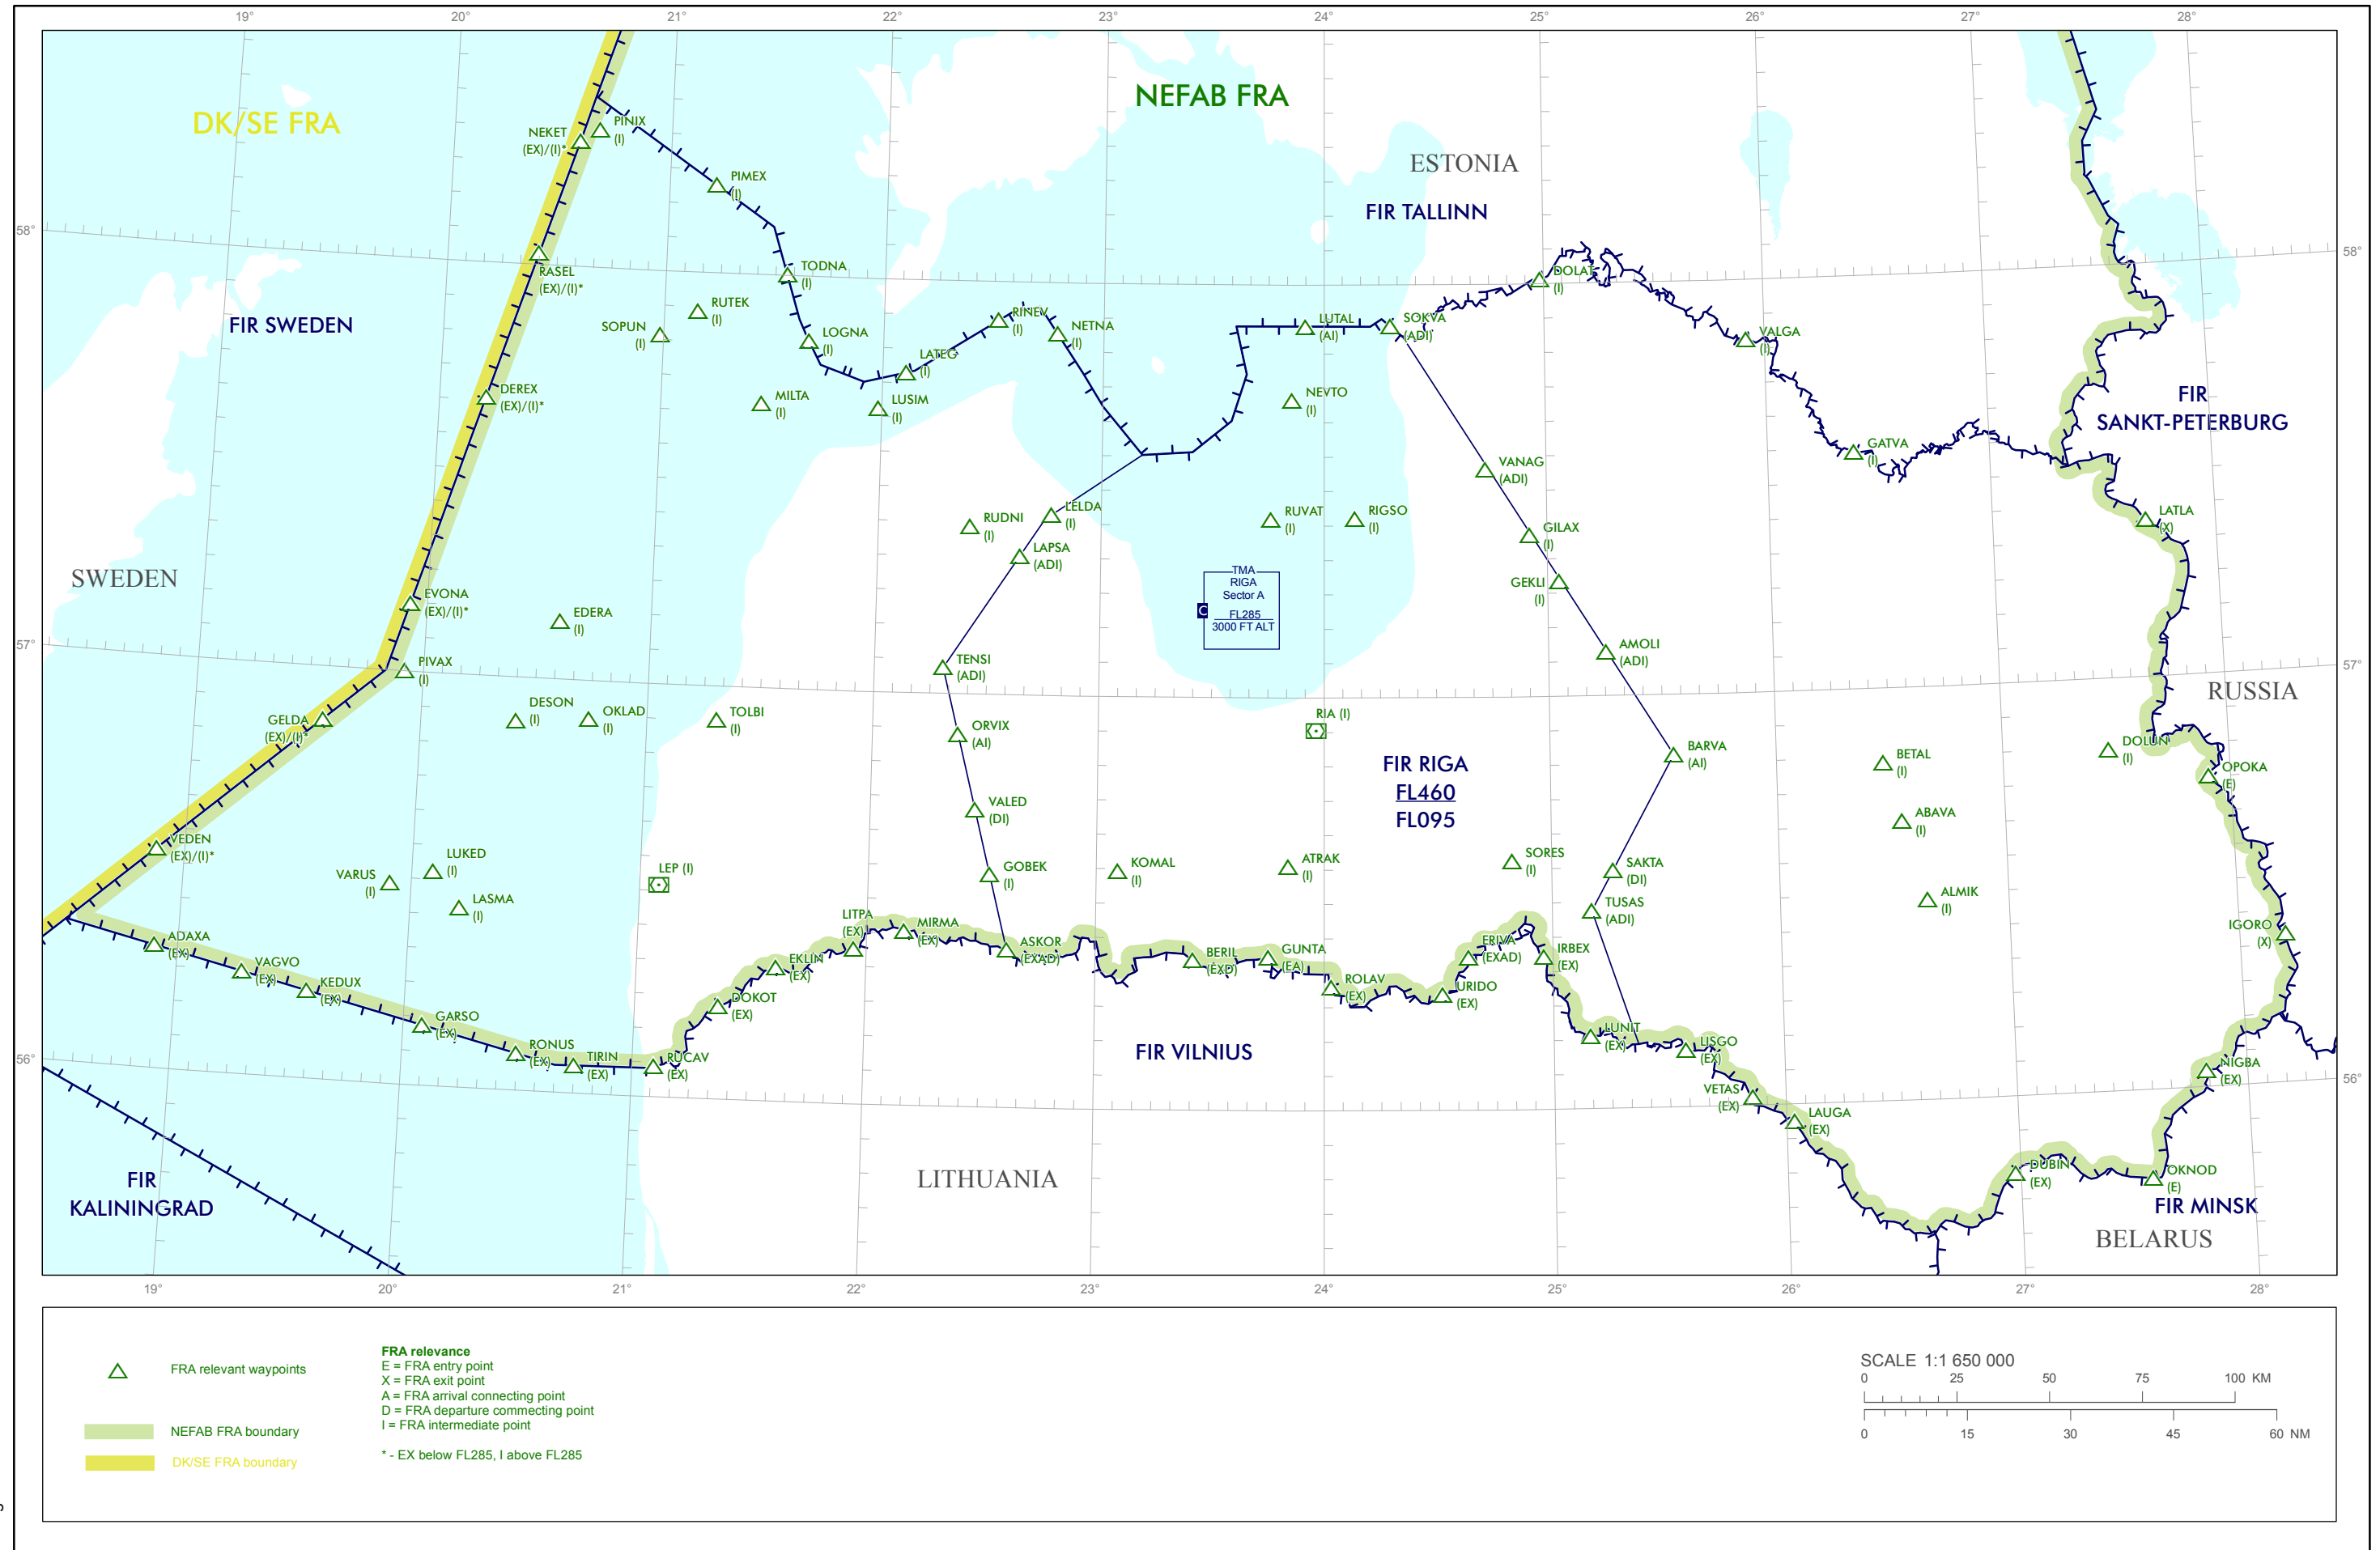 19° 20° 21° 22° 23° 24° 25° 26° 27° 28°
NEFAB FRA
DK/SE FRA
PINIX
(I)
NEKET
(EX)/(I)*
ESTONIA
PIMEX
(I)
FIR TALLINN
58°
58°
RASEL
(EX)/(I)*
TODNA
(I)
DOLAT
(I)
RUTEK
(I)
FIR SWEDEN
SOPUN
(I)
LOGNA
(I)
RINEV
(I)
NETNA
(I)
LUTAL
(AI)
SOKVA
(ADI)
VALGA
(I)
LATEG
(I)
DEREX
(EX)/(I)*
MILTA
(I)
LUSIM
(I)
NEVTO
(I)
FIR
SANKT-PETERBURG
GATVA
(I)
VANAG
(ADI)
RUDNI
(I)
LELDA
(I)
RUVAT
(I)
RIGSO
(I)
LATLA
(X)
GILAX
(I)
LAPSA
(ADI)
SWEDEN
TMA
RIGA
Sector A
C
FL285
3000 FT ALT
GEKLI
(I)
EVONA
(EX)/(I)*
EDERA
(I)
57°
57°
AMOLI
(ADI)
PIVAX
(I)
TENSI
(ADI)
RUSSIA
DESON
(I)
OKLAD
(I)
TOLBI
(I)
GELDA
(EX)/(I)*
RIA (I)
ORVIX
(AI)
FIR RIGA
FL460
FL095
BARVA
(AI)
BETAL
(I)
DOLUN
(I)
OPOKA
(E)
VALED
(DI)
ABAVA
(I)
VEDEN
(EX)/(I)*
LUKED
(I)
VARUS
(I)
LEP (I)
GOBEK
(I)
KOMAL
(I)
ATRAK
(I)
SORES
(I)
SAKTA
(DI)
LASMA
(I)
TUSAS
(ADI)
ALMIK
(I)
LITPA
(EX)
MIRMA
(EX)
IGORO
(X)
ADAXA
(EX)
ASKOR
(EXAD)
BERIL
(EXD)
GUNTA
(EA)
ERIVA
(EXAD)
IRBEX
(EX)
VAGVO
(EX)
EKLIN
(EX)
KEDUX
(EX)
ROLAV
(EX)
URIDO
(EX)
DOKOT
(EX)
GARSO
(EX)
LUNIT
(EX)
LISGO
(EX)
RONUS
(EX)
TIRIN
(EX)
RUCAV
(EX)
FIR VILNIUS
56°
56°
NIGBA
(EX)
VETAS
(EX)
LAUGA
(EX)
DUBIN
(EX)
OKNOD
(E)
FIR
KALININGRAD
LITHUANIA
FIR MINSK
BELARUS
19° 20° 21° 22° 23° 24° 25° 26° 27° 28°
FRA relevant waypoints
NEFAB FRA boundary
DK/SE FRA boundary
FRA relevance
E = FRA entry point
X = FRA exit point
A = FRA arrival connecting point
D = FRA departure commecting point
I = FRA intermediate point
* - EX below FL285, I above FL285
SCALE 1:1 650 000
0 25 50 75 100 KM
0 15 30 45 60 NM